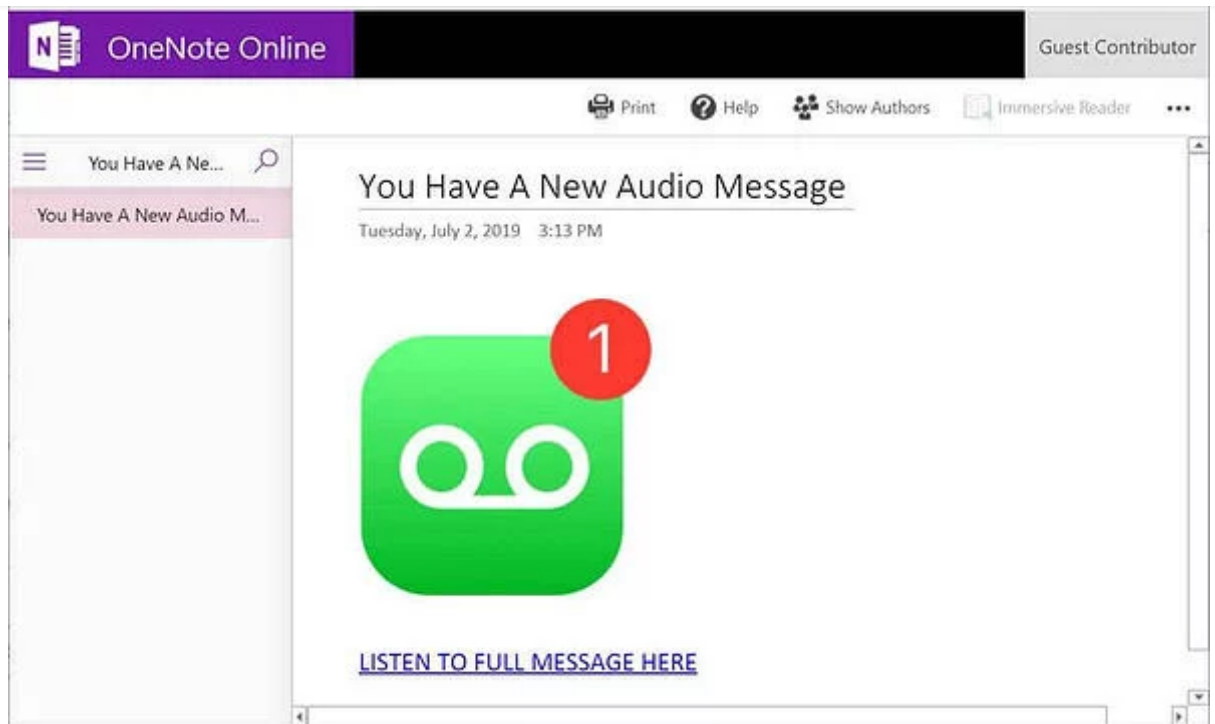 OneNote Online
Guest Contributor
Print Help Show Authors Immersive Reader
You Have A Ne...
You Have A New Audio M...
You Have A New Audio Message
Tuesday, July 2, 2019 3:13 PM
1
LISTEN TO FULL MESSAGE HERE